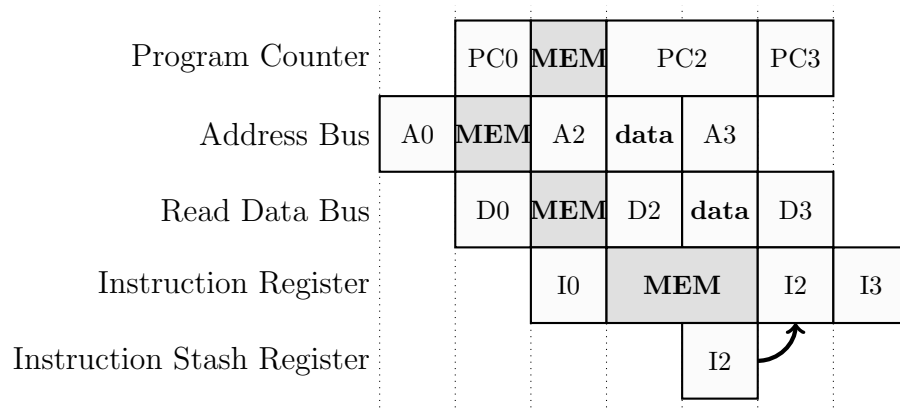 Program Counter PC0 MEM PC2 PC3
Address Bus A0 MEM A2 data A3
Read Data Bus D0 MEM D2 data D3
Instruction Register I0 MEM I2 I3
Instruction Stash Register I2